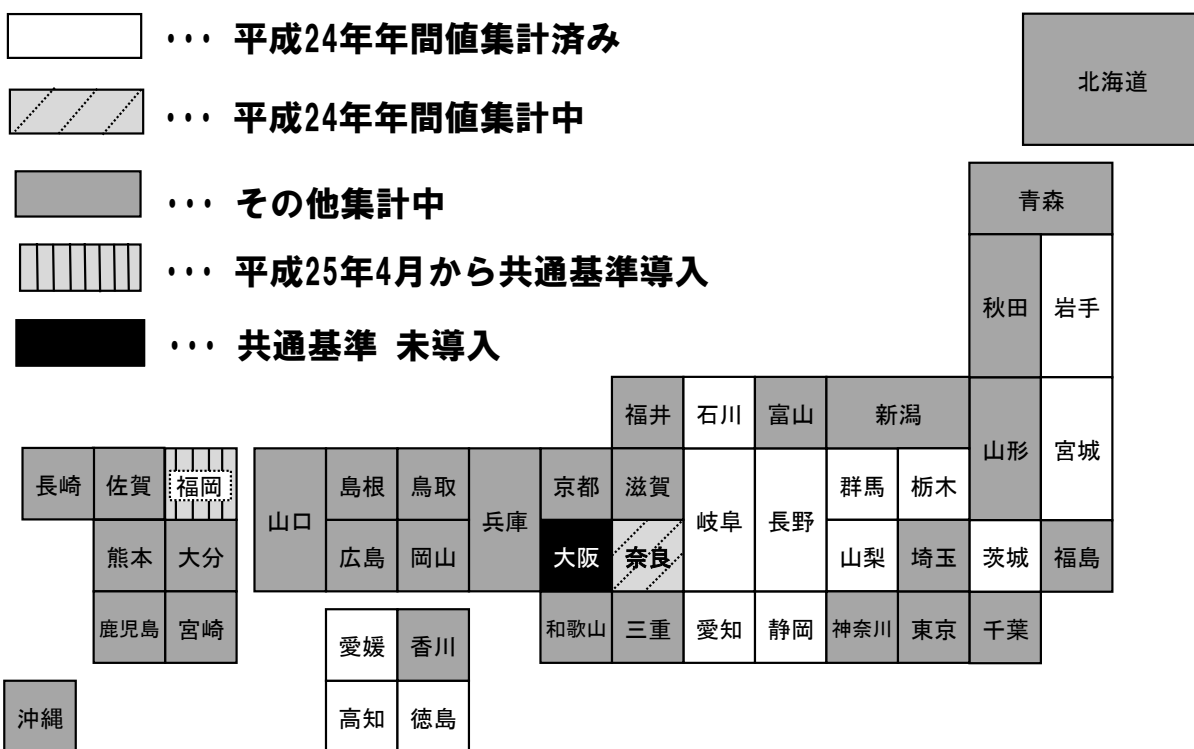 ･･･ 平成24年年間値集計済み
北海道
･･･ 平成24年年間値集計中
･･･ その他集計中
青森
･･･ 平成25年4月から共通基準導入
秋田 岩手
･･･ 共通基準 未導入
福井 石川 富山 新潟
山形 宮城
長崎 佐賀 福岡 島根 鳥取 京都 滋賀 群馬 栃木
山口 兵庫 岐阜 長野
熊本 大分 広島 岡山 大阪 奈良 山梨 埼玉 茨城 福島
鹿児島 宮崎 和歌山 三重 愛知 静岡 神奈川 東京 千葉
愛媛 香川
沖縄 高知 徳島